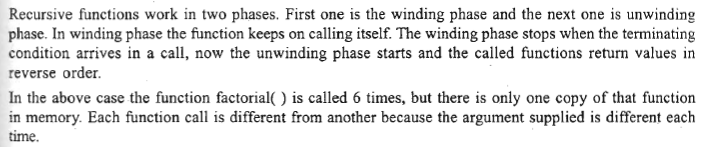 Recursive functions work in two phases. First one is the winding phase and the next one is unwinding
phase. In winding phase the function keeps on calling itself. The winding phase stops when the terminating
condition arrives in a call, now the unwinding phase starts and the called functions return values in
reverse order.
In the above case the function factorial( ) is called 6 times, but there is only one copy of that function
in memory. Each function call is different from another because the argument supplied is different each
time.